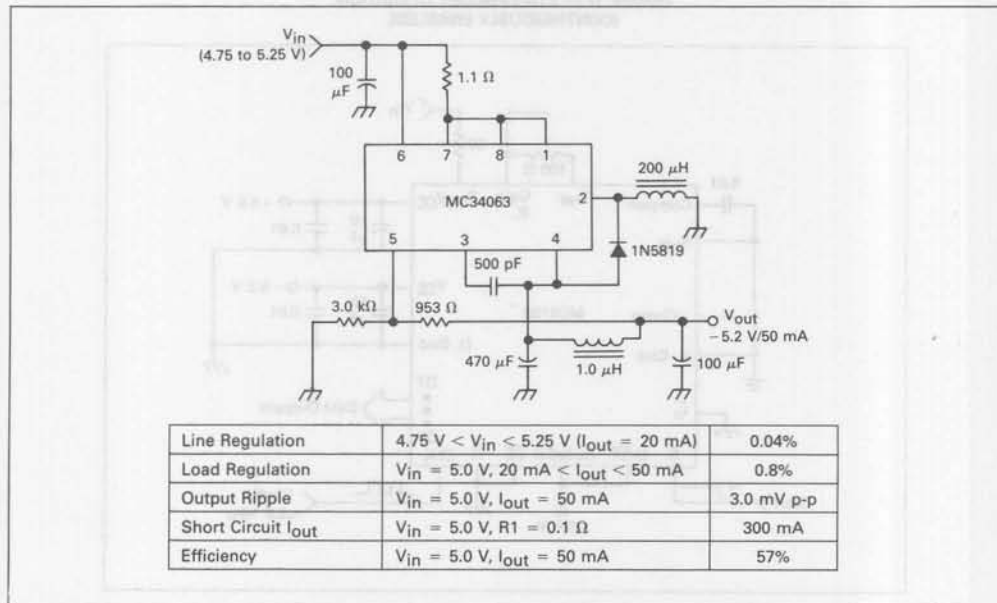 Vin
(4.75 to 5.25 V)
100 µF
1.1 Ω
6 7 8 1
200 µH
MC34063
2
5 3 4
1N5819
500 pF
3.0 kΩ
953 Ω
Vout
−5.2 V/50 mA
470 µF
1.0 µH
100 µF
Line Regulation 4.75 V < Vin < 5.25 V (Iout = 20 mA) 0.04%
Load Regulation Vin = 5.0 V, 20 mA < Iout < 50 mA 0.8%
Output Ripple Vin = 5.0 V, Iout = 50 mA 3.0 mV p-p
Short Circuit Iout Vin = 5.0 V, R1 = 0.1 Ω 300 mA
Efficiency Vin = 5.0 V, Iout = 50 mA 57%